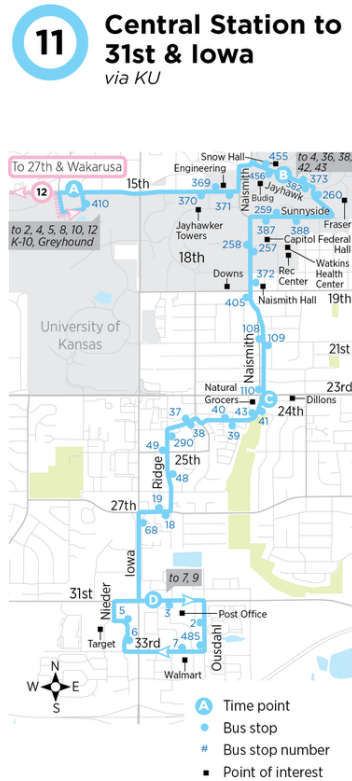 11
Central Station to
31st & Iowa
via KU
Snow Hall
455
to 4, 36, 38,
42, 43
To 27th & Wakarusa
Engineering
Naismith
456
B
373
12
A
15th
369
Jayhawk
382
260
410
370
371
Budig
259
Sunnyside
Fraser
to 2, 4, 5, 8, 10, 12
K-10, Greyhound
Jayhawker
Towers
387
388
258
257
Capitol Federal
Hall
18th
Watkins
Health
Center
Rec
Center
Downs
372
405
Naismith Hall
19th
University of
Kansas
108
109
Naismith
21st
Natural
Grocers
110
C
23rd
Dillons
37
40
43
24th
41
38
39
49
290
Ridge
25th
48
19
27th
18
68
Iowa
to 7, 9
31st
Nieder
D
5
3
Post Office
2
6
Target
33rd
7
485
Ousdahl
Walmart
N
W
E
S
A
Time point
Bus stop
#
Bus stop number
Point of interest